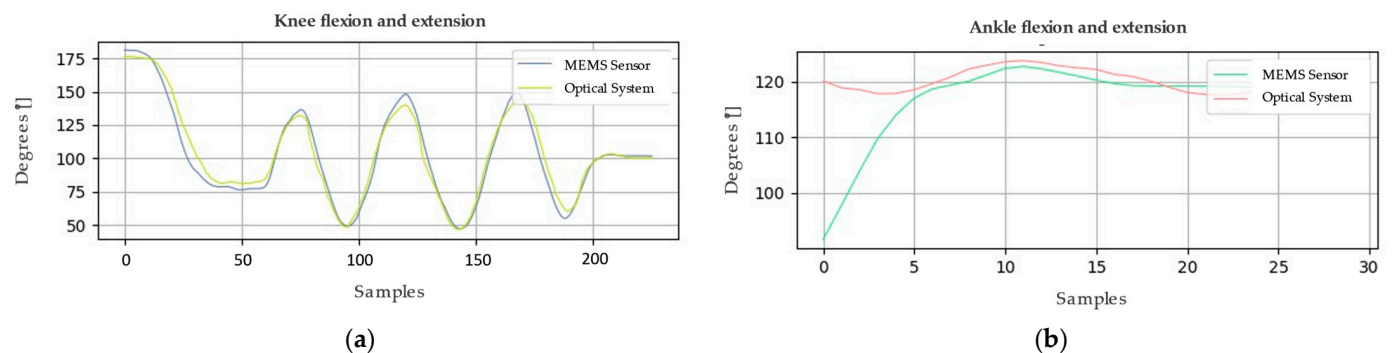 Knee flexion and extension
MEMS Sensor
Optical System
Degrees [°]
175
150
125
100
75
50
0
50
100
150
200
Samples
(a)
Ankle flexion and extension
MEMS Sensor
Optical System
Degrees [°]
120
110
100
0
5
10
15
20
25
30
Samples
(b)